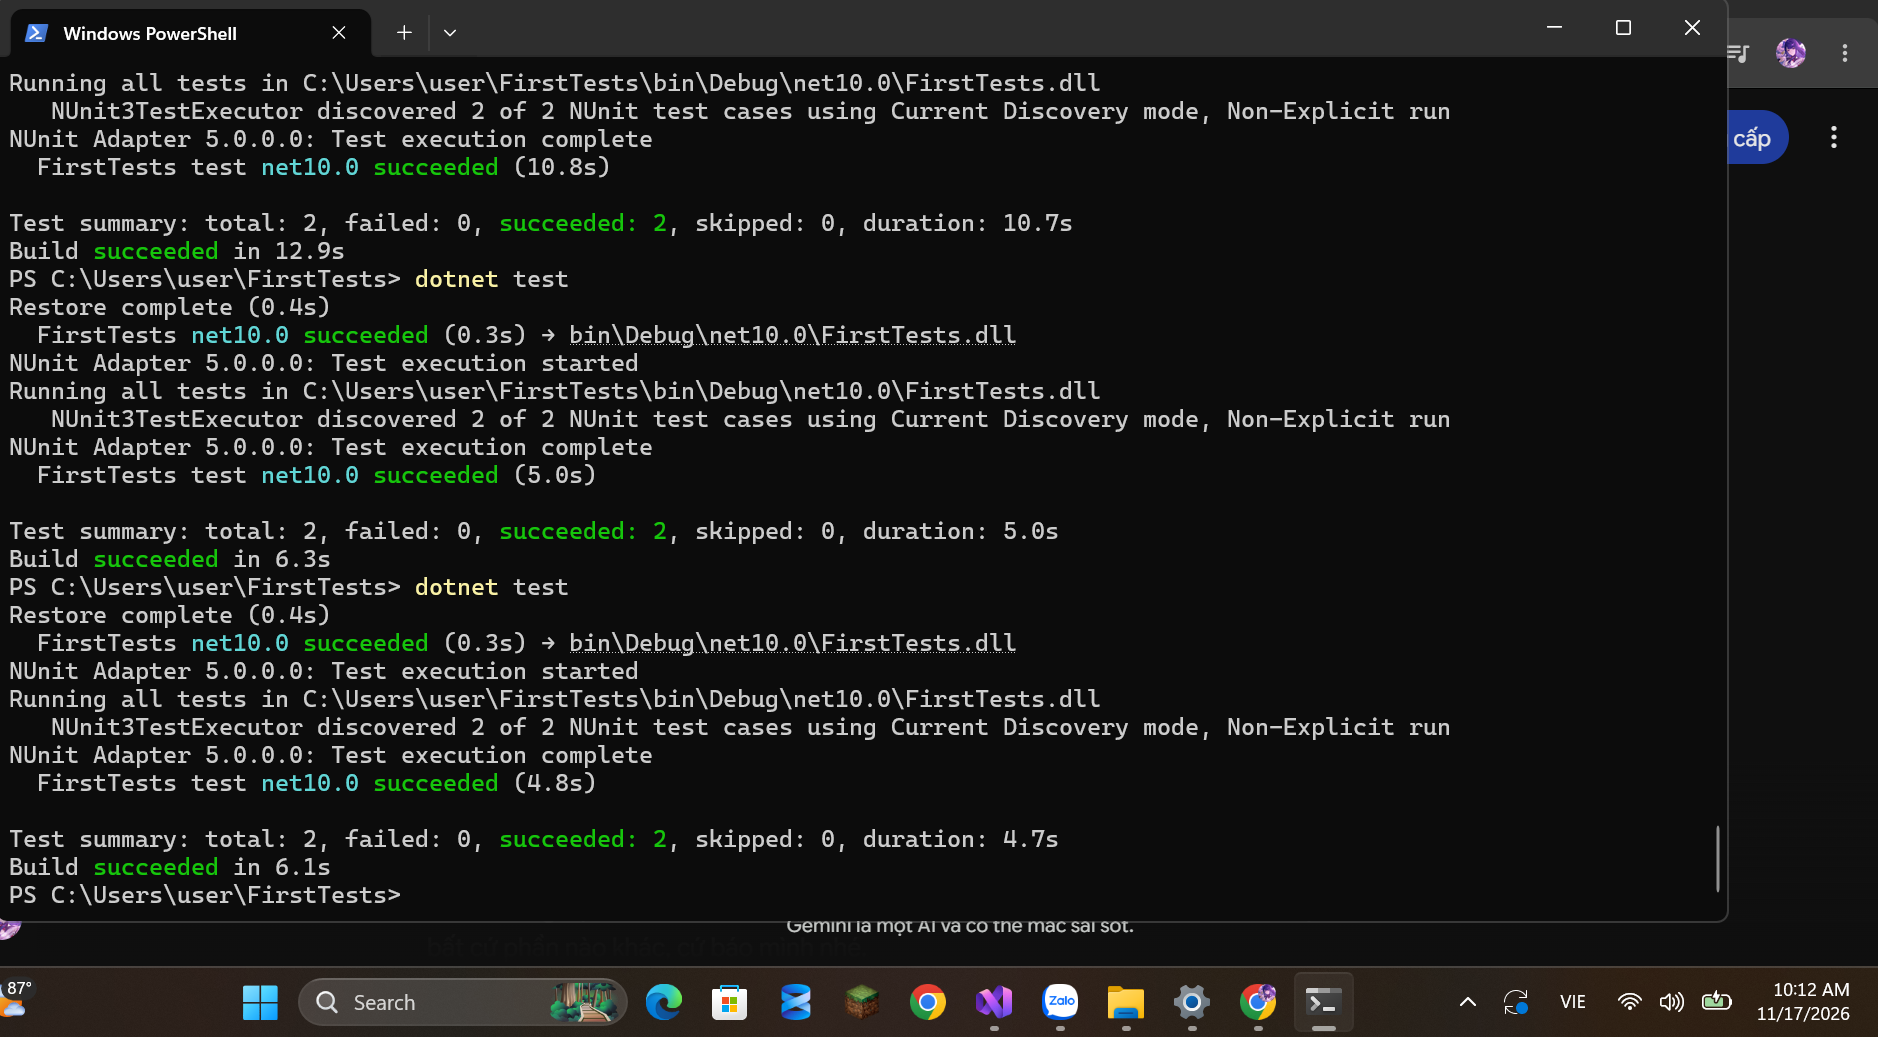 Windows PowerShell
Running all tests in C:\Users\user\FirstTests\bin\Debug\net10.0\FirstTests.dll
   NUnit3TestExecutor discovered 2 of 2 NUnit test cases using Current Discovery mode, Non-Explicit run
NUnit Adapter 5.0.0.0: Test execution complete
  FirstTests test net10.0 succeeded (10.8s)
Test summary: total: 2, failed: 0, succeeded: 2, skipped: 0, duration: 10.7s
Build succeeded in 12.9s
PS C:\Users\user\FirstTests> dotnet test
Restore complete (0.4s)
  FirstTests net10.0 succeeded (0.3s) → bin\Debug\net10.0\FirstTests.dll
NUnit Adapter 5.0.0.0: Test execution started
Running all tests in C:\Users\user\FirstTests\bin\Debug\net10.0\FirstTests.dll
   NUnit3TestExecutor discovered 2 of 2 NUnit test cases using Current Discovery mode, Non-Explicit run
NUnit Adapter 5.0.0.0: Test execution complete
  FirstTests test net10.0 succeeded (5.0s)
Test summary: total: 2, failed: 0, succeeded: 2, skipped: 0, duration: 5.0s
Build succeeded in 6.3s
PS C:\Users\user\FirstTests> dotnet test
Restore complete (0.4s)
  FirstTests net10.0 succeeded (0.3s) → bin\Debug\net10.0\FirstTests.dll
NUnit Adapter 5.0.0.0: Test execution started
Running all tests in C:\Users\user\FirstTests\bin\Debug\net10.0\FirstTests.dll
   NUnit3TestExecutor discovered 2 of 2 NUnit test cases using Current Discovery mode, Non-Explicit run
NUnit Adapter 5.0.0.0: Test execution complete
  FirstTests test net10.0 succeeded (4.8s)
Test summary: total: 2, failed: 0, succeeded: 2, skipped: 0, duration: 4.7s
Build succeeded in 6.1s
PS C:\Users\user\FirstTests>
cấp
Gemini là một AI và có thể mắc sai sót.
87°
Search
Zalo
VIE
10:12 AM
11/17/2026